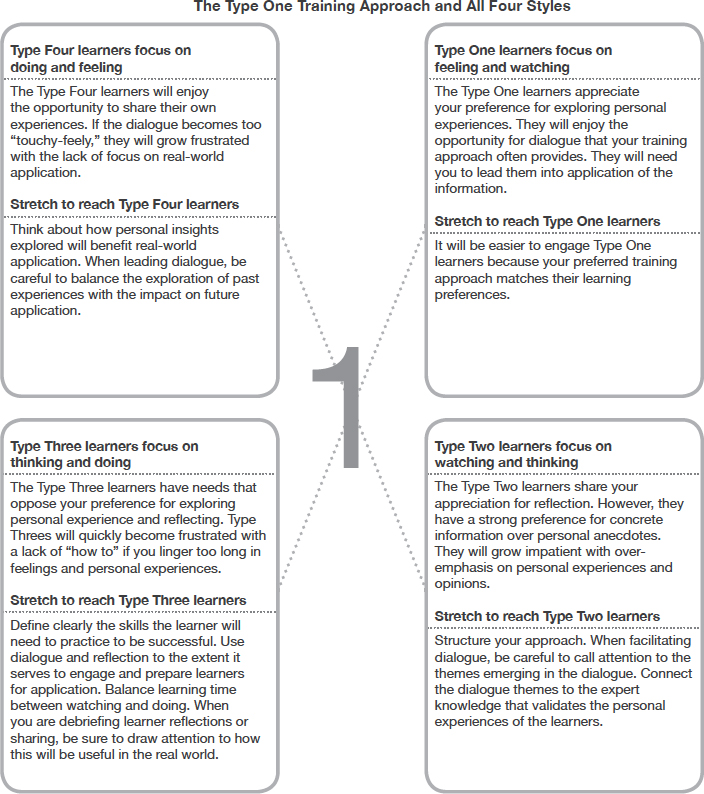 The Type One Training Approach and All Four Styles
Type Four learners focus on
doing and feeling
The Type Four learners will enjoy
the opportunity to share their own
experiences. If the dialogue becomes too
“touchy-feely,” they will grow frustrated
with the lack of focus on real-world
application.
Stretch to reach Type Four learners
Think about how personal insights
explored will benefit real-world
application. When leading dialogue, be
careful to balance the exploration of past
experiences with the impact on future
application.
Type One learners focus on
feeling and watching
The Type One learners appreciate
your preference for exploring personal
experiences. They will enjoy the
opportunity for dialogue that your training
approach often provides. They will need
you to lead them into application of the
information.
Stretch to reach Type One learners
It will be easier to engage Type One
learners because your preferred training
approach matches their learning
preferences.
1
Type Three learners focus on
thinking and doing
The Type Three learners have needs that
oppose your preference for exploring
personal experience and reflecting. Type
Threes will quickly become frustrated with
a lack of “how to” if you linger too long in
feelings and personal experiences.
Stretch to reach Type Three learners
Define clearly the skills the learner will
need to practice to be successful. Use
dialogue and reflection to the extent it
serves to engage and prepare learners
for application. Balance learning time
between watching and doing. When
you are debriefing learner reflections or
sharing, be sure to draw attention to how
this will be useful in the real world.
Type Two learners focus on
watching and thinking
The Type Two learners share your
appreciation for reflection. However, they
have a strong preference for concrete
information over personal anecdotes.
They will grow impatient with over-
emphasis on personal experiences and
opinions.
Stretch to reach Type Two learners
Structure your approach. When facilitating
dialogue, be careful to call attention to the
themes emerging in the dialogue. Connect
the dialogue themes to the expert
knowledge that validates the personal
experiences of the learners.